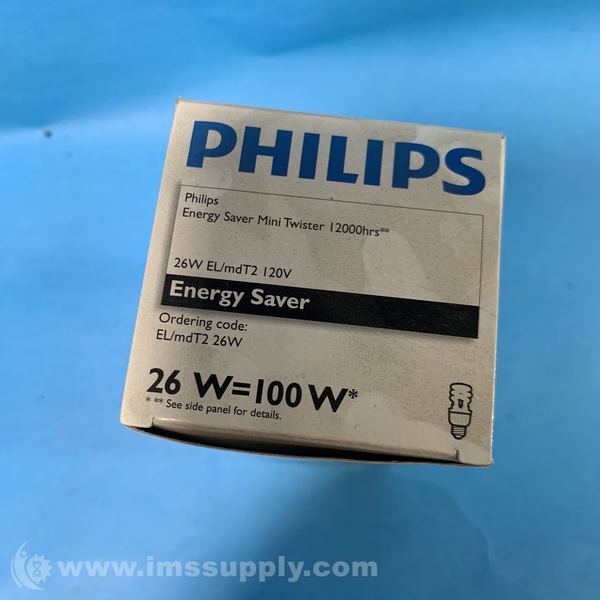 PHILIPS
Philips
Energy Saver Mini Twister 12000hrs**
26W EL/mdT2 120V
Energy Saver
Ordering code:
EL/mdT2 26W
26 W=100 W*
* ** See side panel for details.
www.imssupply.com